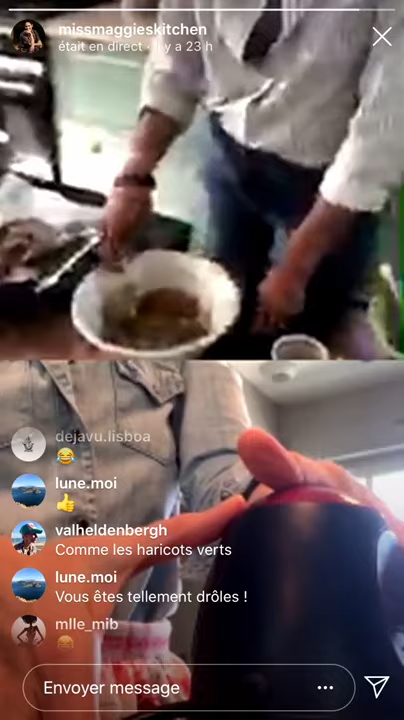 missmaggieskitchen
était en direct · il y a 23 h
dejavu.lisboa
😂
lune.moi
👍
valheldenbergh
Comme les haricots verts
lune.moi
Vous êtes tellement drôles !
mlle_mib
😂
Envoyer message